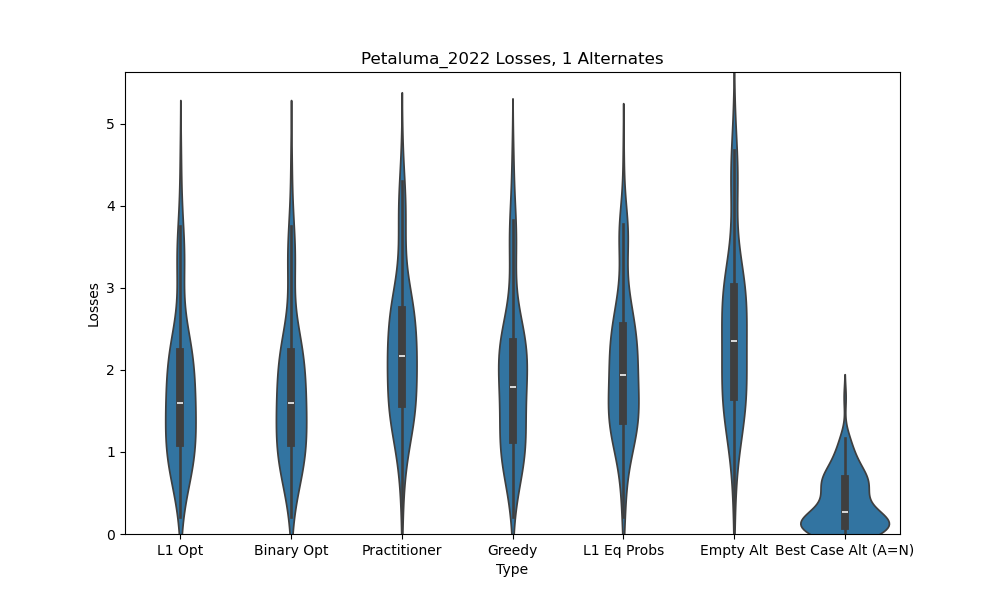 Petaluma_2022 Losses, 1 Alternates
5
4
3
2
1
0
Losses
L1 Opt Binary Opt Practitioner Greedy L1 Eq Probs Empty Alt Best Case Alt (A=N)
Type